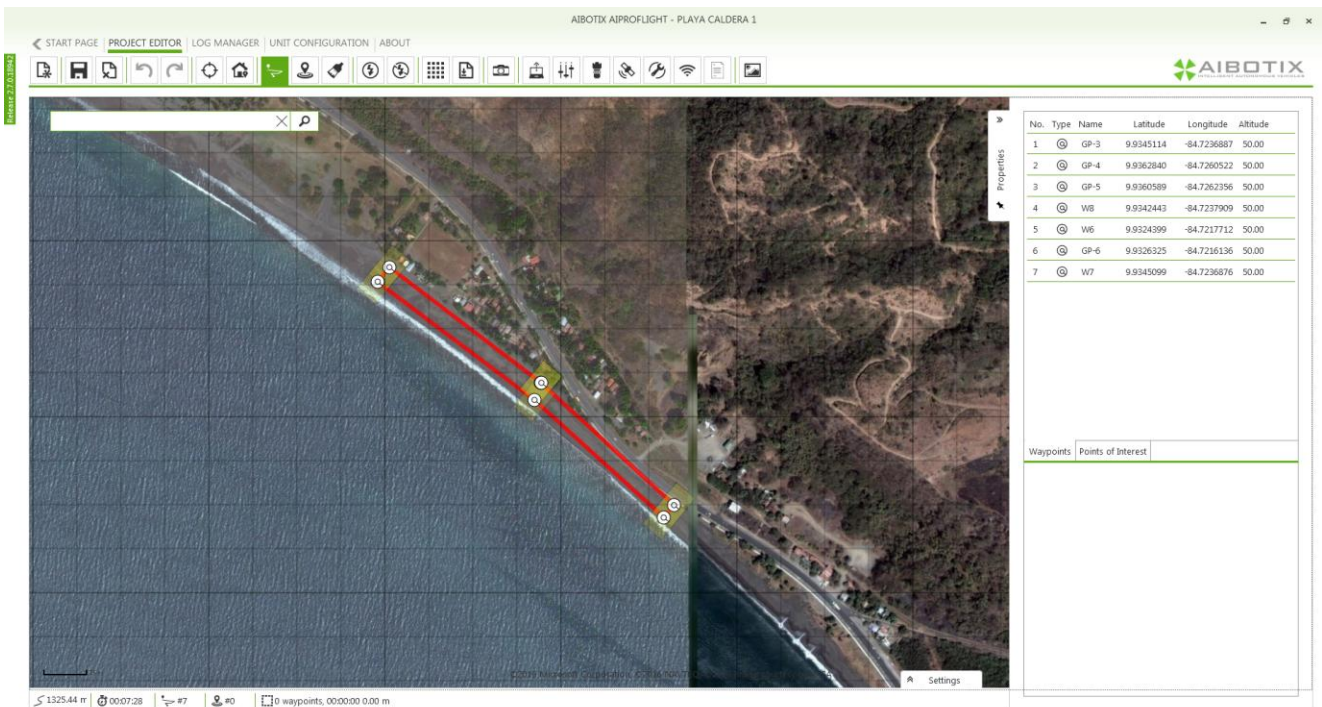 AIBOTIX AIPROFLIGHT - PLAYA CALDERA 1
START PAGE PROJECT EDITOR LOG MANAGER UNIT CONFIGURATION ABOUT
Release 2.7.0.18942
AIBOTIX
INTELLIGENT AUTONOMOUS VEHICLES
Properties
No. Type Name Latitude Longitude Altitude
1 GP-3 9.9345114 -84.7236887 50.00
2 GP-4 9.9362840 -84.7260522 50.00
3 GP-5 9.9360589 -84.7262356 50.00
4 W8 9.9342443 -84.7237909 50.00
5 W6 9.9324399 -84.7217712 50.00
6 GP-6 9.9326325 -84.7216136 50.00
7 W7 9.9345099 -84.7236876 50.00
Waypoints Points of Interest
Microsoft Corporation
Settings
1325.44 m 00:07:28 #7 #0 0 waypoints, 00:00:00 0.00 m